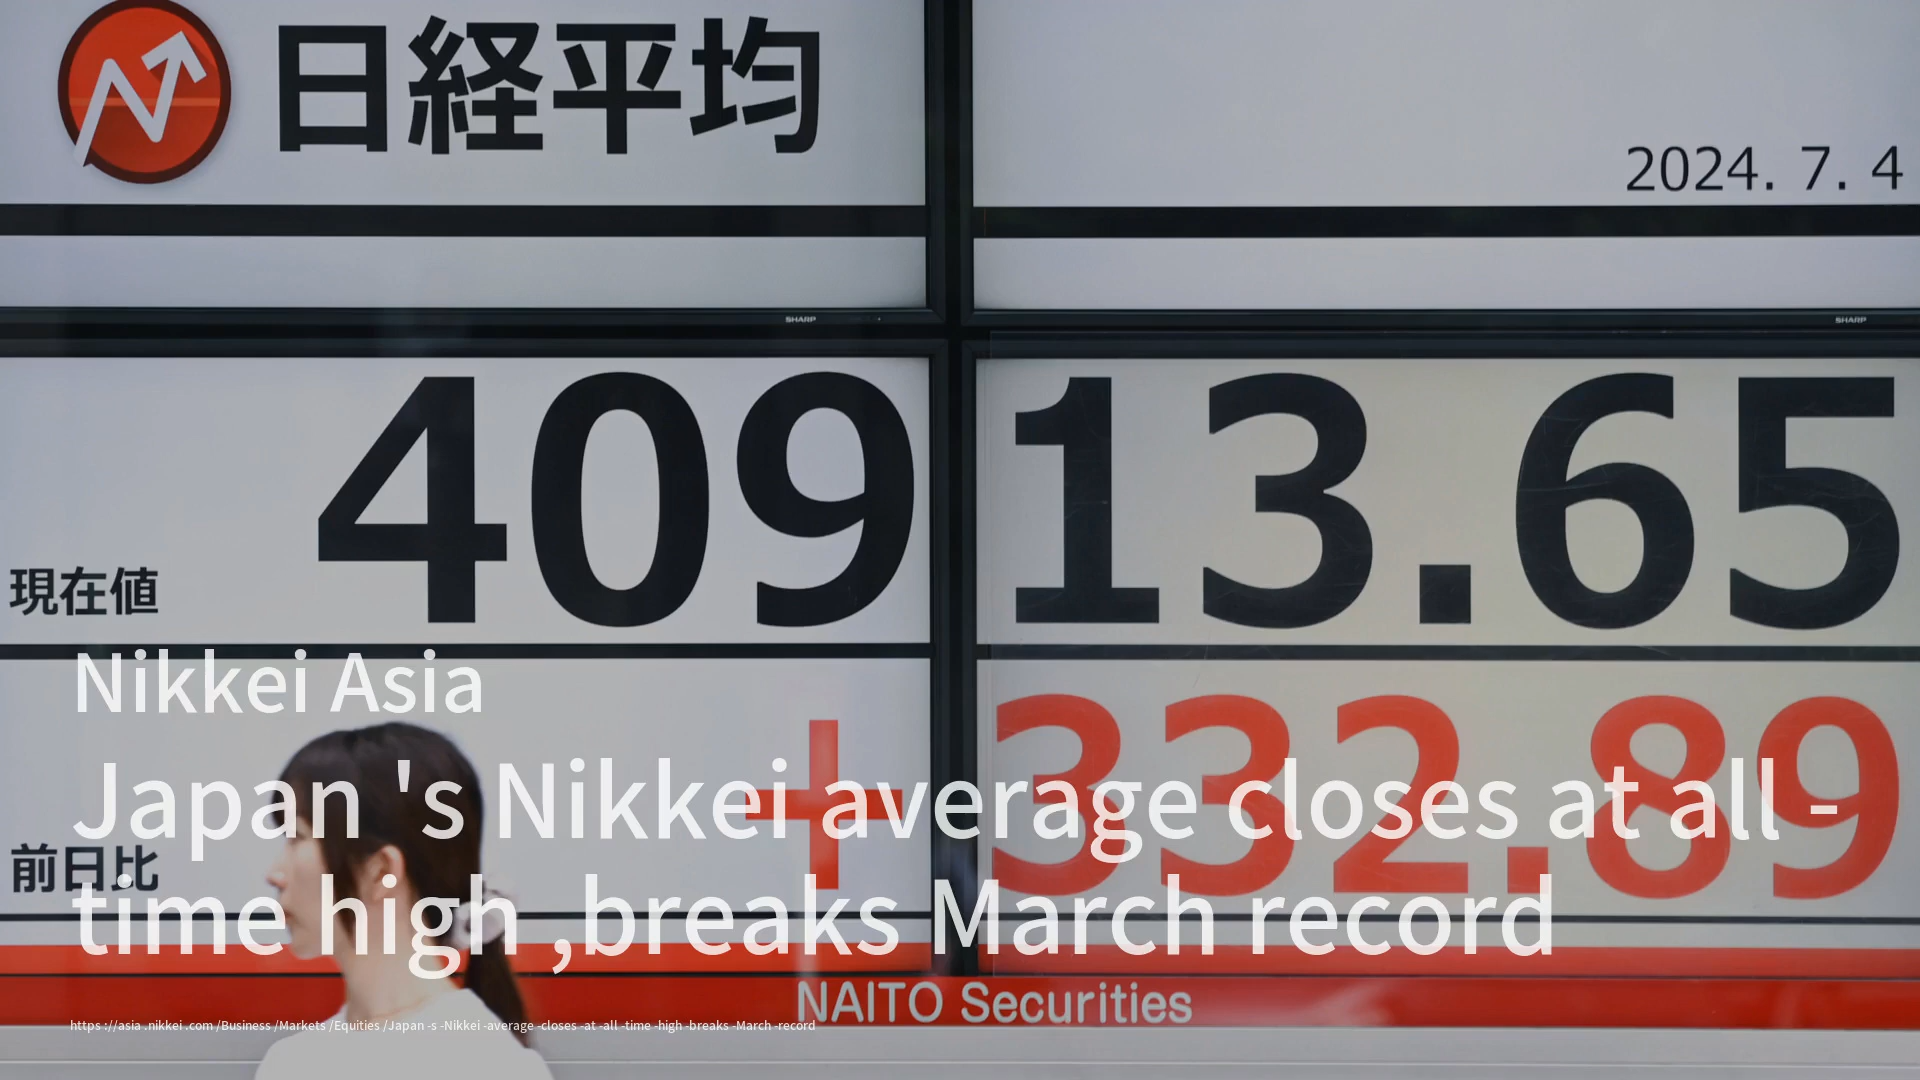 日経平均
2024. 7. 4
SHARP
SHARP
現在値
40913.65
Nikkei Asia
前日比
+332.89
Japan 's Nikkei average closes at all -
time high ,breaks March record
NAITO Securities
https ://asia .nikkei .com /Business /Markets /Equities /Japan -s -Nikkei -average -closes -at -all -time -high -breaks -March -record